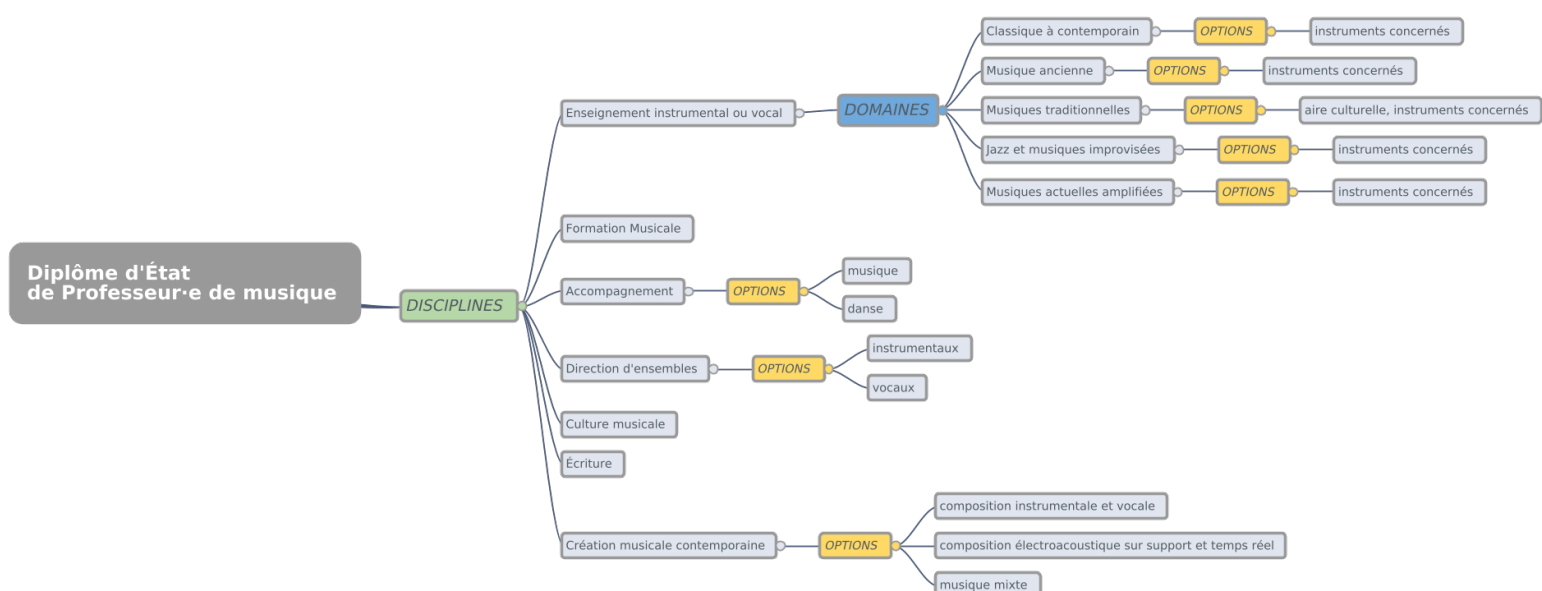 Diplôme d'État
de Professeur·e de musique
DISCIPLINES
Enseignement instrumental ou vocal
DOMAINES
Classique à contemporain
OPTIONS
instruments concernés
Musique ancienne
OPTIONS
instruments concernés
Musiques traditionnelles
OPTIONS
aire culturelle, instruments concernés
Jazz et musiques improvisées
OPTIONS
instruments concernés
Musiques actuelles amplifiées
OPTIONS
instruments concernés
Formation Musicale
Accompagnement
OPTIONS
musique
danse
Direction d'ensembles
OPTIONS
instrumentaux
vocaux
Culture musicale
Écriture
Création musicale contemporaine
OPTIONS
composition instrumentale et vocale
composition électroacoustique sur support et temps réel
musique mixte